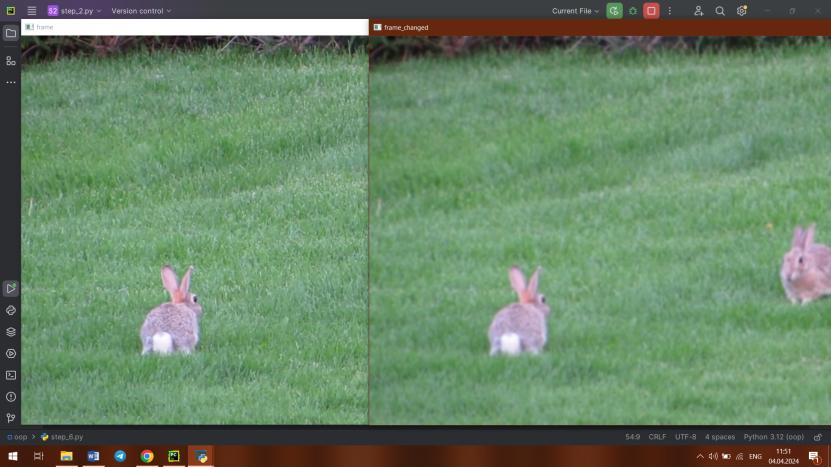 S2 step_2.py Version control Current File
frame
frame_changed
oop step_6.py 54:9 CRLF UTF-8 4 spaces Python 3.12 (oop)
ENG 11:51
04.04.2024